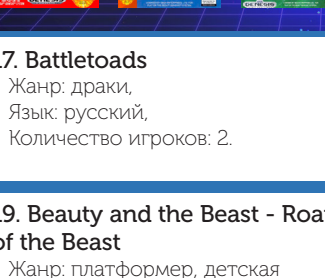 17. Battletoads
Жанр: драки,
Язык: русский,
Количество игроков: 2.
19. Beauty and the Beast - Roar
of the Beast
Жанр: платформер, детская